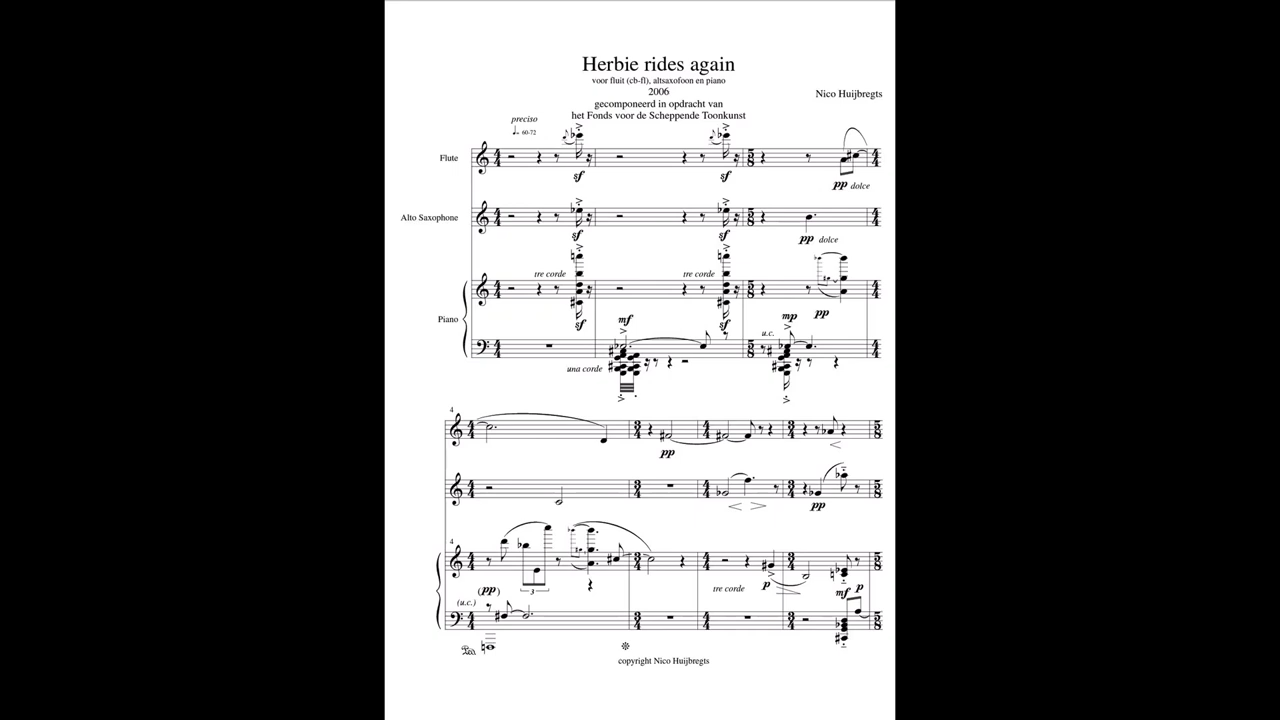 Herbie rides again
voor fluit (cb-fl), altsaxofoon en piano
2006
Nico Huijbregts
gecomponeerd in opdracht van
het Fonds voor de Scheppende Toonkunst
preciso
60-72
Flute
sf sf pp dolce
Alto Saxophone
sf sf pp dolce
tre corde tre corde
sf sf pp
Piano
mf mp
u.c.
una corde
4
pp
pp
4
(pp)
3
tre corde p mf p
(u.c.)
copyright Nico Huijbregts